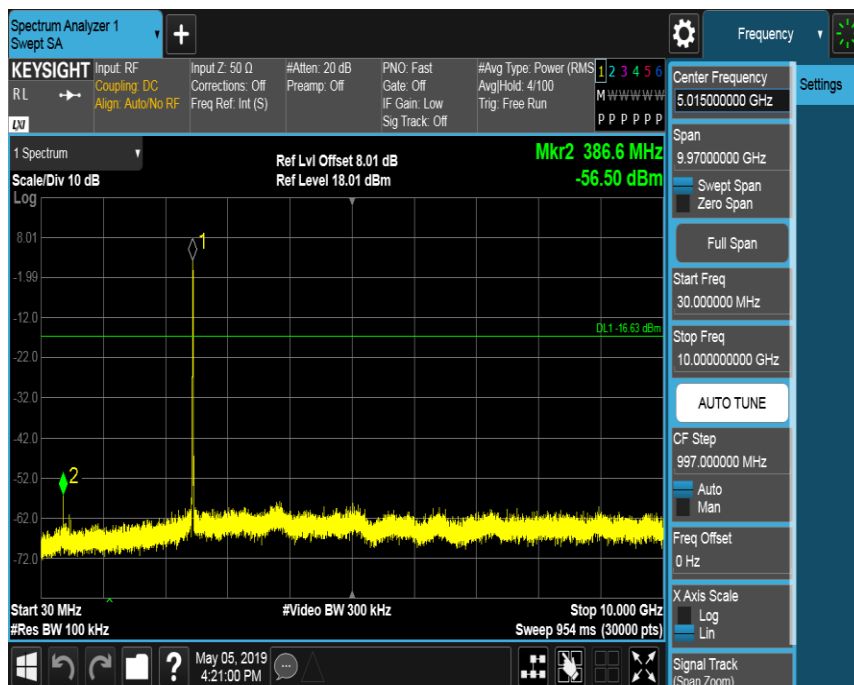 Spectrum Analyzer 1
Swept SA
+
Frequency
KEYSIGHT
R L
LXI
Input: RF
Coupling: DC
Align: Auto/No RF
Input Z: 50 Ω
Corrections: Off
Freq Ref: Int (S)
#Atten: 20 dB
Preamp: Off
PNO: Fast
Gate: Off
IF Gain: Low
Sig Track: Off
#Avg Type: Power (RMS
Avg|Hold: 4/100
Trig: Free Run
1 2 3 4 5 6
M W W W W W
P P P P P P
1 Spectrum
Scale/Div 10 dB
Log
Ref Lvl Offset 8.01 dB
Ref Level 18.01 dBm
Mkr2 386.6 MHz
-56.50 dBm
8.01
-1.99
-12.0
-22.0
-32.0
-42.0
-52.0
-62.0
-72.0
1
2
DL1 -16.63 dBm
Start 30 MHz
#Res BW 100 kHz
#Video BW 300 kHz
Stop 10.000 GHz
Sweep 954 ms (30000 pts)
?
May 05, 2019
4:21:00 PM
Settings
Center Frequency
5.015000000 GHz
Span
9.97000000 GHz
Swept Span
Zero Span
Full Span
Start Freq
30.000000 MHz
Stop Freq
10.000000000 GHz
AUTO TUNE
CF Step
997.000000 MHz
Auto
Man
Freq Offset
0 Hz
X Axis Scale
Log
Lin
Signal Track
(Span Zoom)